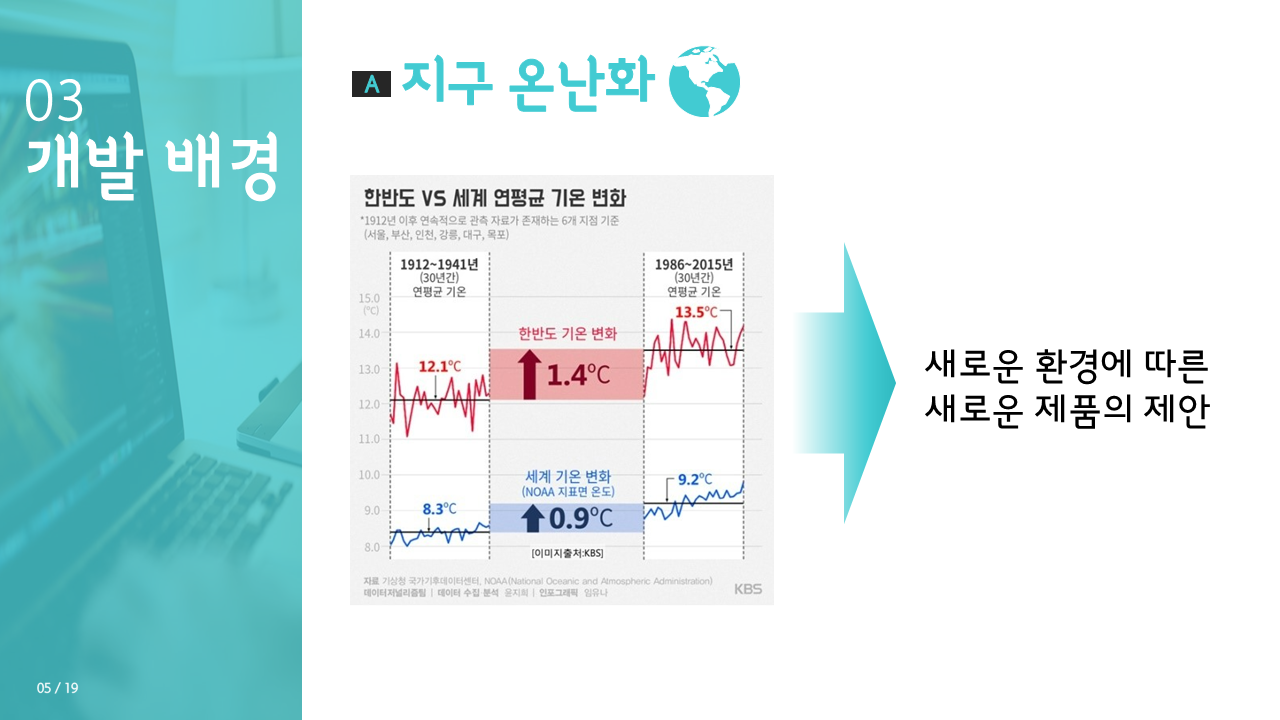 03
개발 배경
A 지구 온난화
한반도 VS 세계 연평균 기온 변화
*1912년 이후 연속적으로 관측 자료가 존재하는 6개 지점 기준
(서울, 부산, 인천, 강릉, 대구, 목포)
1912~1941년
(30년간)
연평균 기온
1986~2015년
(30년간)
연평균 기온
15.0
(℃)
14.0
13.0
12.0
11.0
10.0
9.0
8.0
13.5℃
한반도 기온 변화
12.1℃
1.4℃
세계 기온 변화
(NOAA 지표면 온도)
9.2℃
8.3℃
0.9℃
[이미지출처:KBS]
자료 기상청 국가기후데이터센터, NOAA(National Oceanic and Atmospheric Administration)
데이터저널리즘팀 | 데이터 수집 분석 윤지희 | 인포그래픽 임유나
KBS
새로운 환경에 따른
새로운 제품의 제안
05 / 19